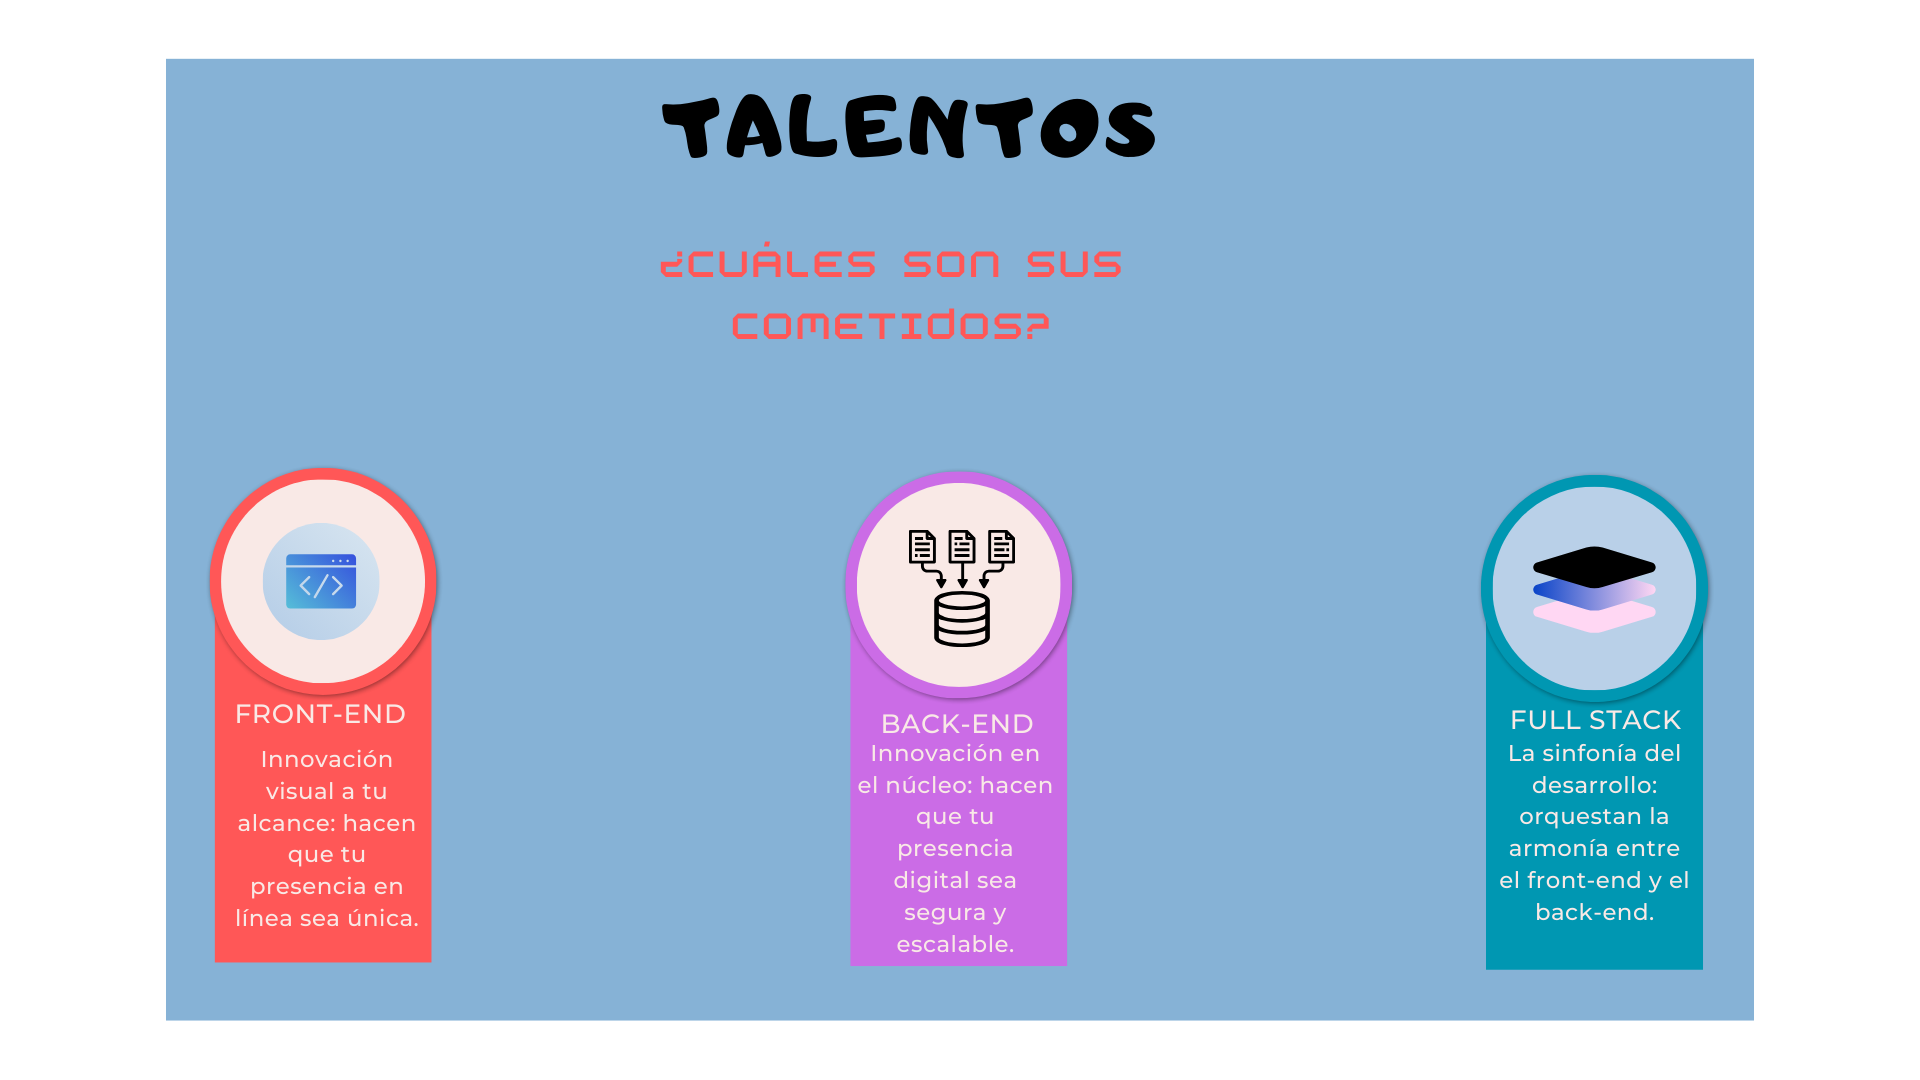 TALENTOS
¿CUÁLES SON SUS
COMETIDOS?
FRONT-END
Innovación
visual a tu
alcance: hacen
que tu
presencia en
línea sea única.
BACK-END
Innovación en
el núcleo: hacen
que tu
presencia
digital sea
segura y
escalable.
FULL STACK
La sinfonía del
desarrollo:
orquestan la
armonía entre
el front-end y el
back-end.